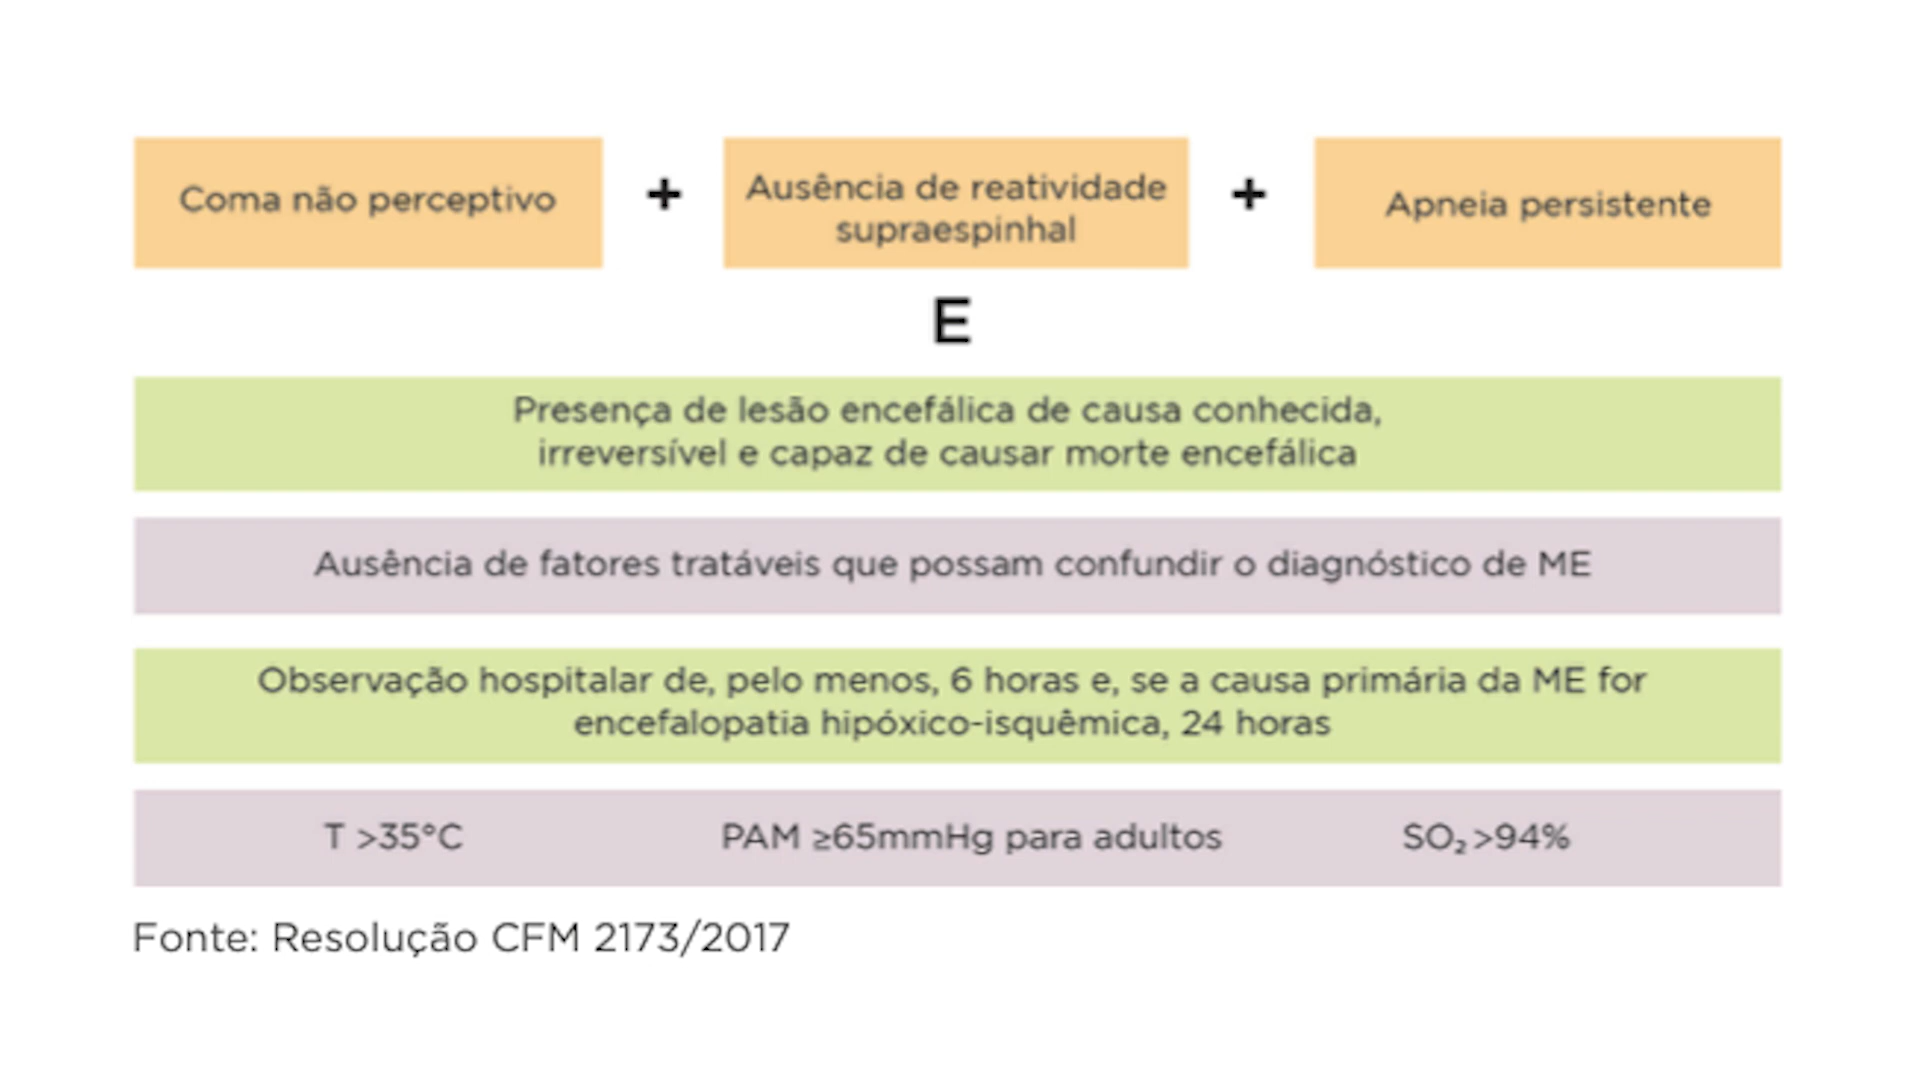 Coma não perceptivo
+
Ausência de reatividade
supraespinhal
+
Apneia persistente
E
Presença de lesão encefálica de causa conhecida,
irreversível e capaz de causar morte encefálica
Ausência de fatores tratáveis que possam confundir o diagnóstico de ME
Observação hospitalar de, pelo menos, 6 horas e, se a causa primária da ME for
encefalopatia hipóxico-isquêmica, 24 horas
T >35°C PAM ≥65mmHg para adultos SO₂ >94%
Fonte: Resolução CFM 2173/2017